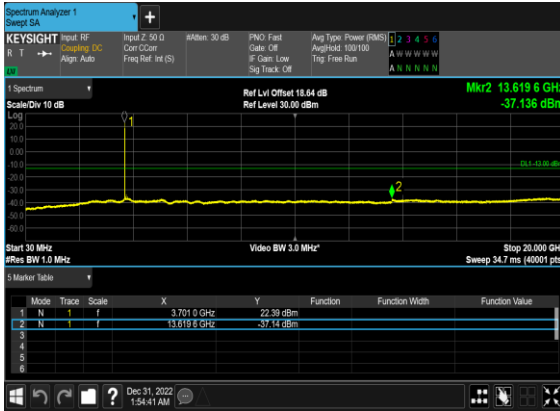 Spectrum Analyzer 1
Swept SA
+
KEYSIGHT Input: RF Input Z: 50 Ω #Atten: 30 dB PNO: Fast Avg Type: Power (RMS) 1 2 3 4 5 6
R T Coupling: DC Corr CCorr Gate: Off Avg|Hold: 100/100 A W W W W W
Align: Auto Freq Ref: Int (S) IF Gain: Low Trig: Free Run
Sig Track: Off A N N N N N
1 Spectrum Ref Lvl Offset 18.64 dB Mkr2 13.619 6 GHz
Scale/Div 10 dB Ref Level 30.00 dBm -37.136 dBm
Log
20.0
10.0
0.00
-10.0
-20.0
-30.0
-40.0
-50.0
-60.0
1
DL1 -13.00 dBm
2
Start 30 MHz Video BW 3.0 MHz* Stop 20.000 GHz
#Res BW 1.0 MHz Sweep 34.7 ms (40001 pts)
5 Marker Table
Mode Trace Scale X Y Function Function Width Function Value
1 N 1 f 3.701 0 GHz 22.39 dBm
2 N 1 f 13.619 6 GHz -37.14 dBm
3
4
5
6
? Dec 31, 2022
1:54:41 AM